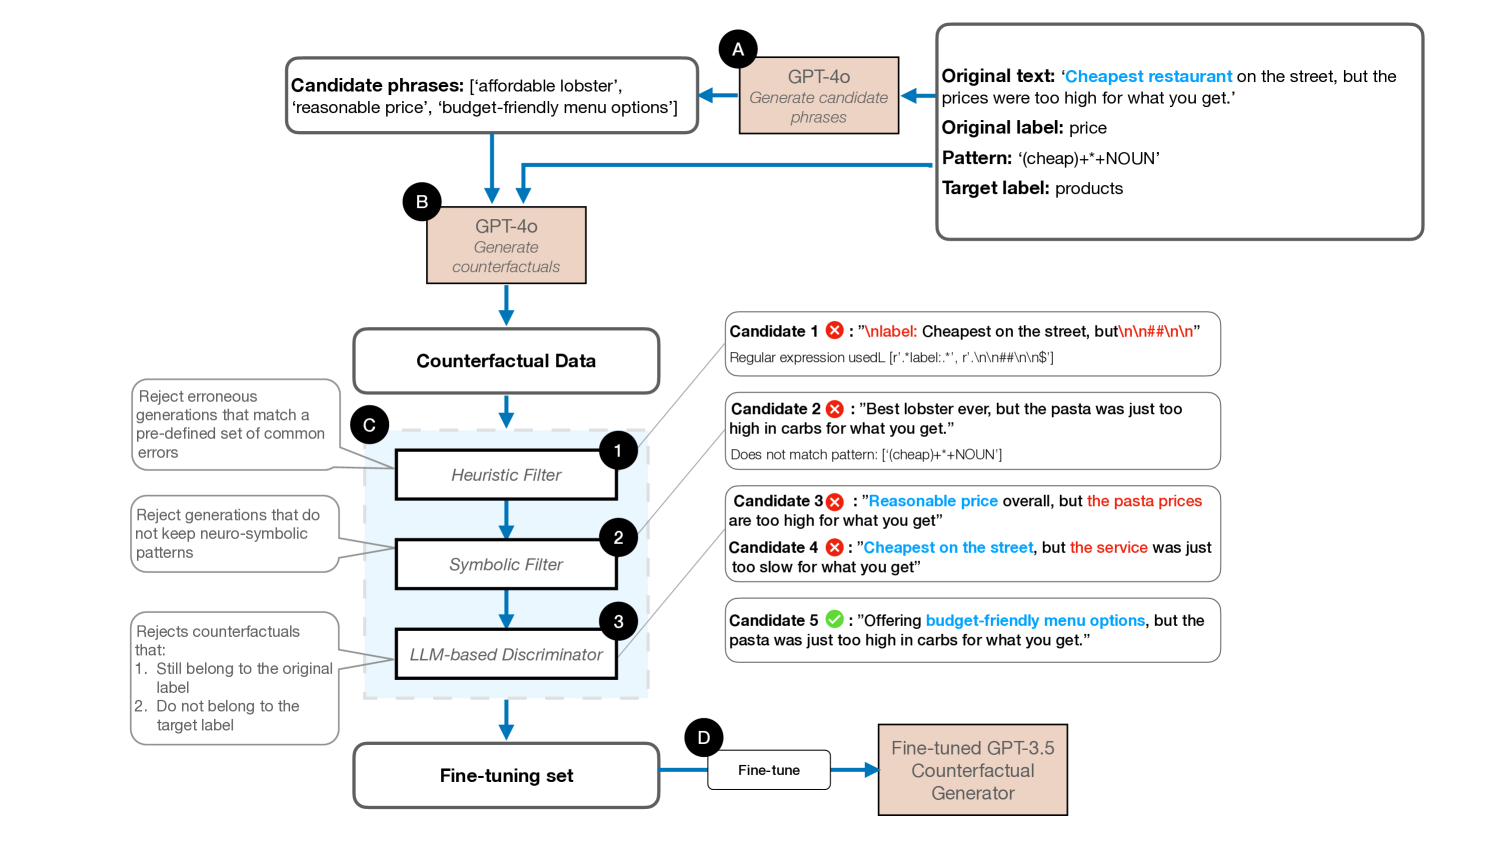 A
GPT-4o
Generate candidate
phrases
Candidate phrases: [‘affordable lobster’,
‘reasonable price’, ‘budget-friendly menu options’]
Original text: ‘Cheapest restaurant on the street, but the
prices were too high for what you get.’
Original label: price
Pattern: ‘(cheap)+*+NOUN’
Target label: products
B
GPT-4o
Generate
counterfactuals
Counterfactual Data
C
Reject erroneous
generations that match a
pre-defined set of common
errors
1
Heuristic Filter
Reject generations that do
not keep neuro-symbolic
patterns
2
Symbolic Filter
Rejects counterfactuals
that:
1. Still belong to the original
label
2. Do not belong to the
target label
3
LLM-based Discriminator
Candidate 1 : ”\nlabel: Cheapest on the street, but\n\n##\n\n”
Regular expression usedL [r’.*label:.*’, r’.\n\n##\n\n$’]
Candidate 2 : ”Best lobster ever, but the pasta was just too
high in carbs for what you get.”
Does not match pattern: [‘(cheap)+*+NOUN’]
Candidate 3 : ”Reasonable price overall, but the pasta prices
are too high for what you get”
Candidate 4 : ”Cheapest on the street, but the service was just
too slow for what you get”
Candidate 5 : ”Offering budget-friendly menu options, but the
pasta was just too high in carbs for what you get.”
Fine-tuning set
D
Fine-tune
Fine-tuned GPT-3.5
Counterfactual
Generator